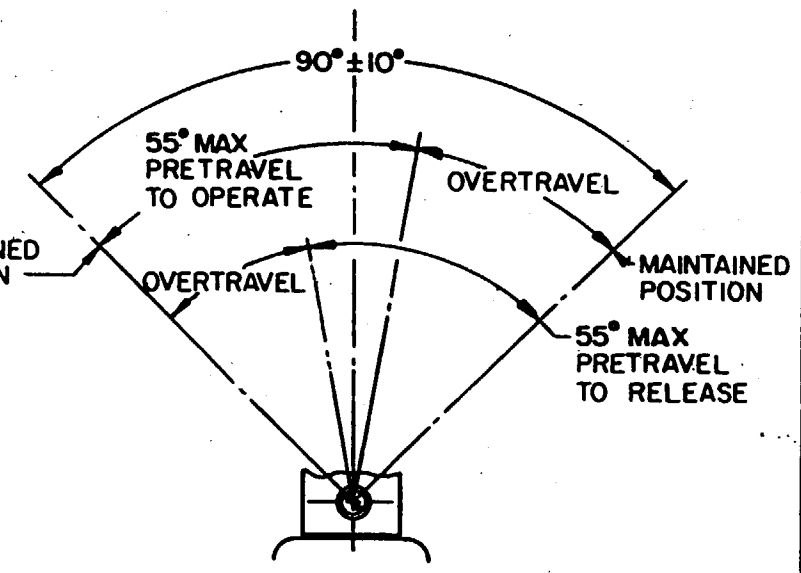 90° ± 10°
55° MAX
PRETRAVEL
TO OPERATE
OVERTRAVEL
NED
N
OVERTRAVEL
MAINTAINED
POSITION
55° MAX
PRETRAVEL
TO RELEASE